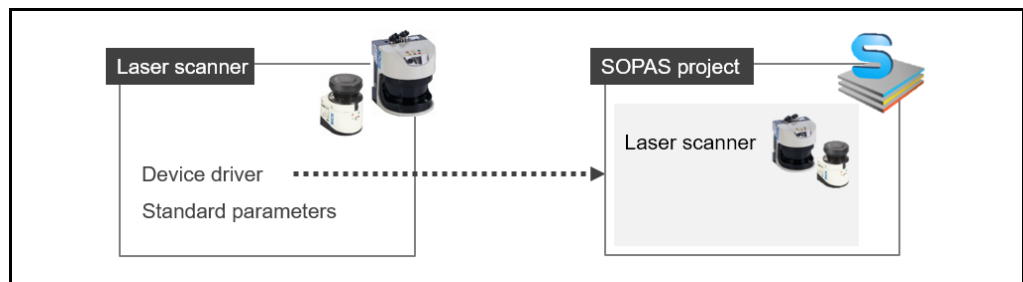 Laser scanner
Device driver
Standard parameters
SOPAS project
Laser scanner